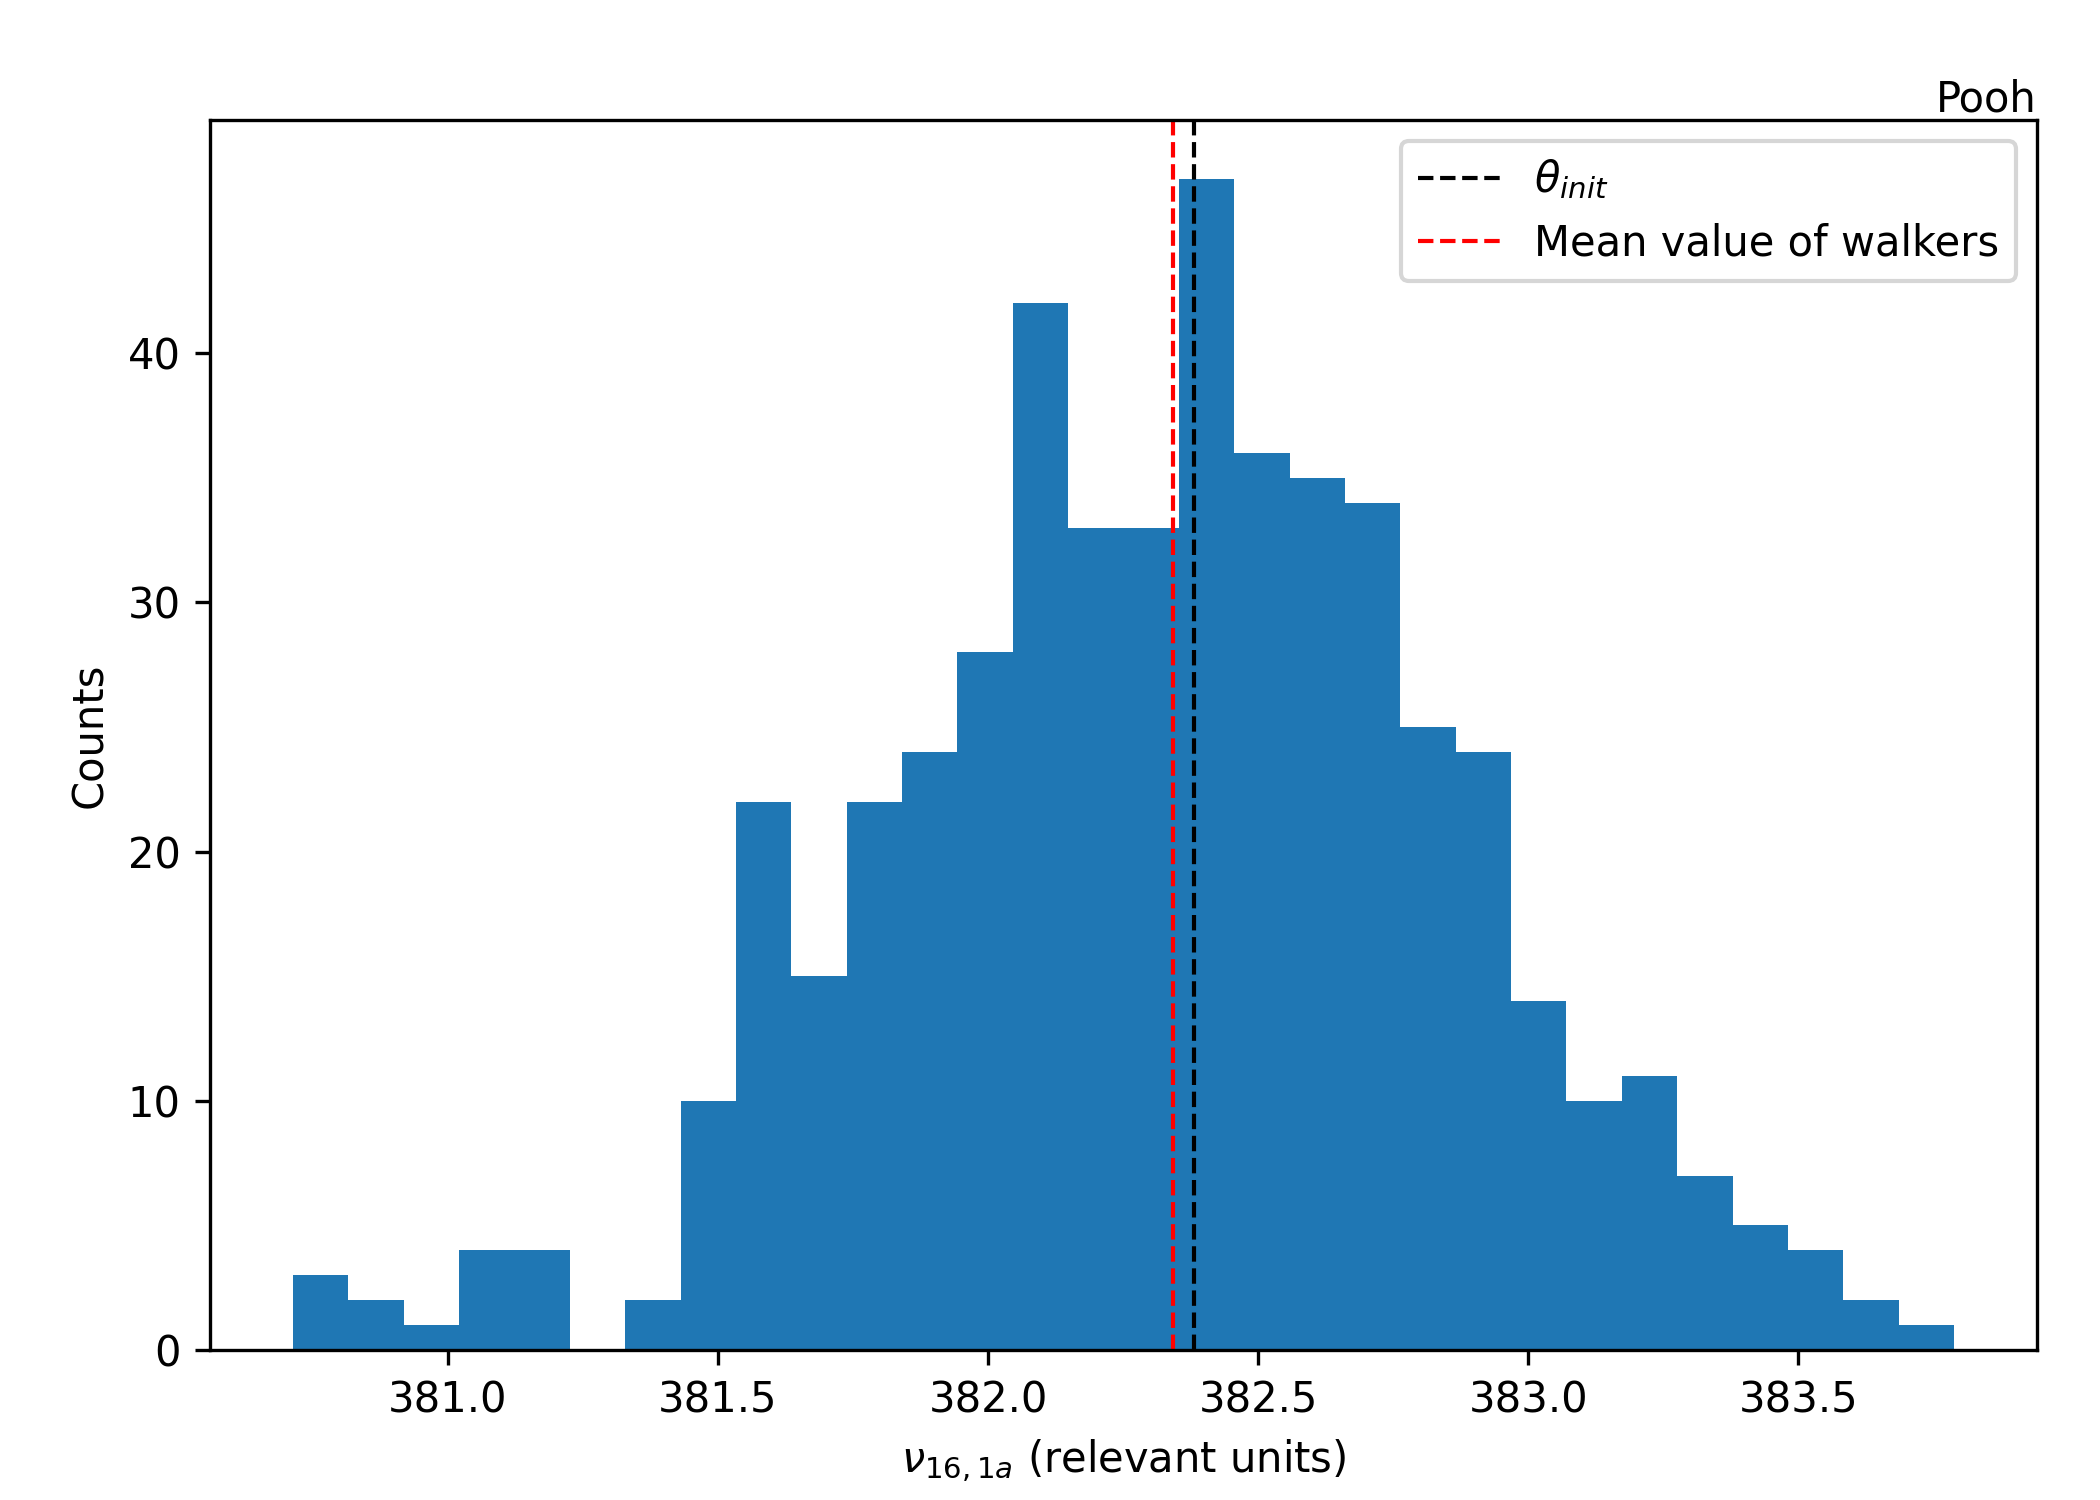 Pooh
θinit
Mean value of walkers
40
30
20
10
0
Counts
381.0 381.5 382.0 382.5 383.0 383.5
ν16,1a (relevant units)